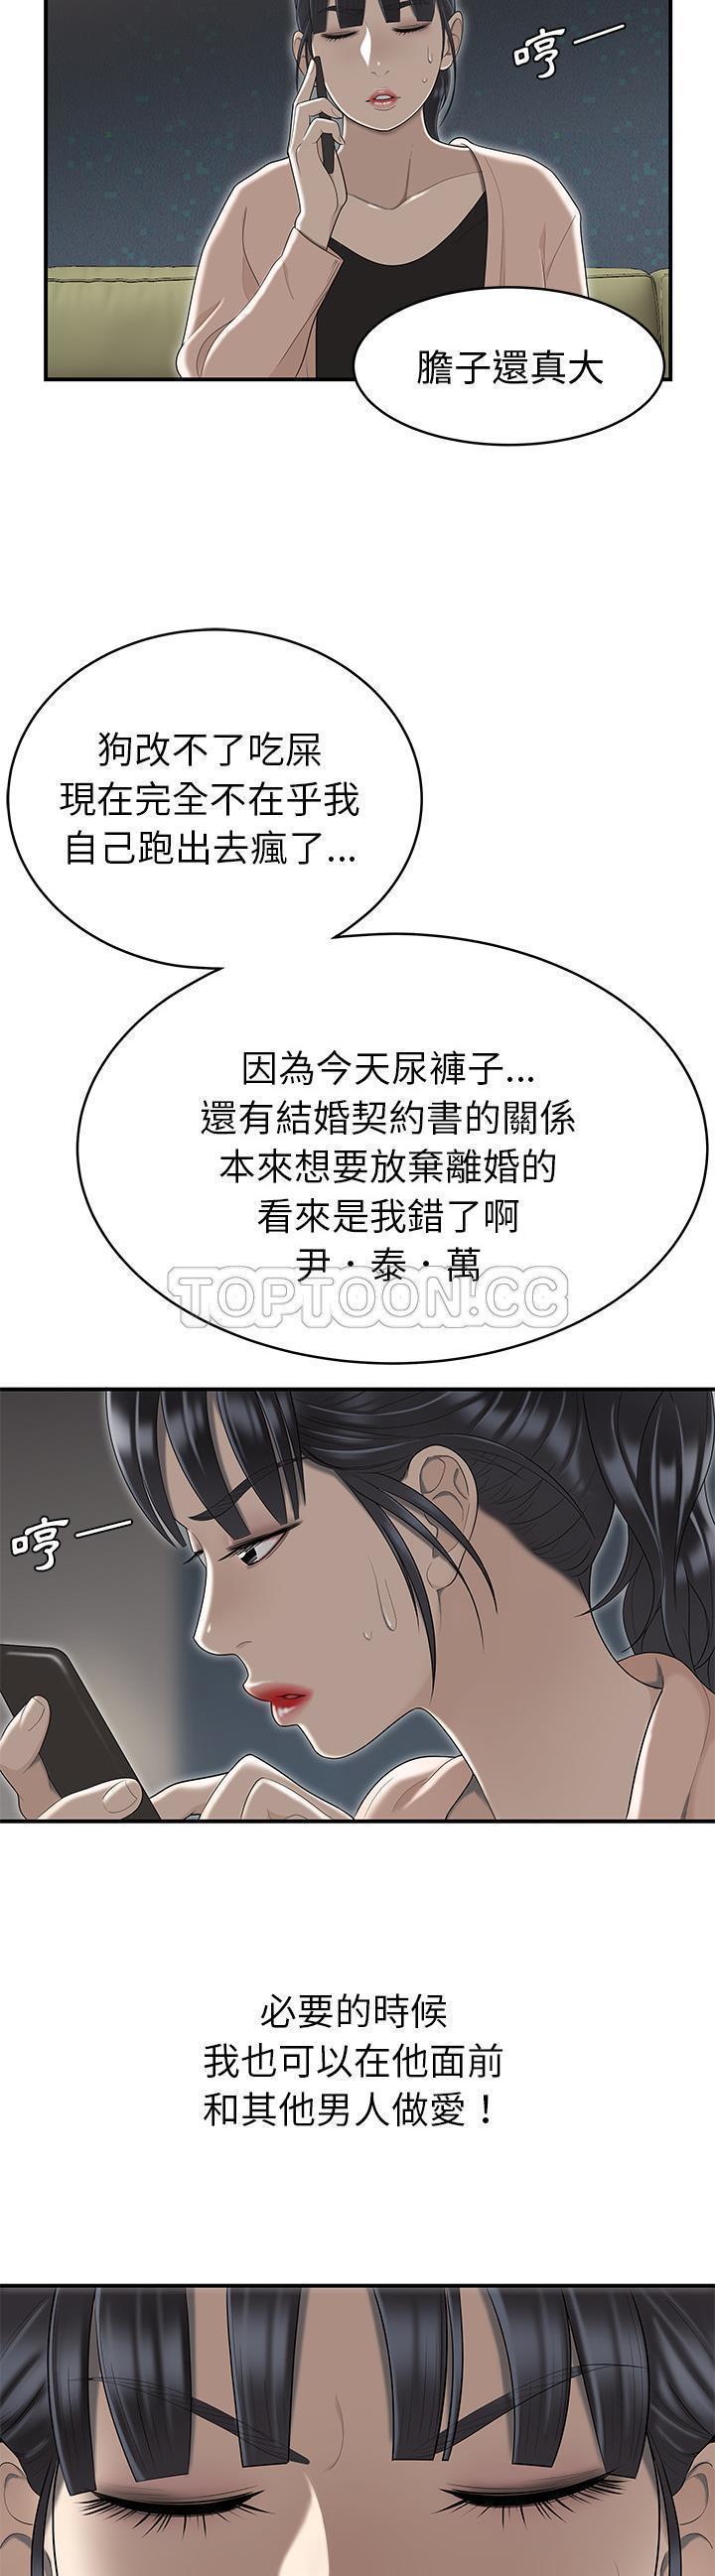 哼一
膽子還真大
狗改不了吃屎
現在完全不在乎我
自己跑出去瘋了...
因為今天尿褲子...
還有結婚契約書的關係
本來想要放棄離婚的
看來是我錯了啊
尹·泰·萬
TOPTOON.CC
哼一
必要的時候
我也可以在他面前
和其他男人做愛！